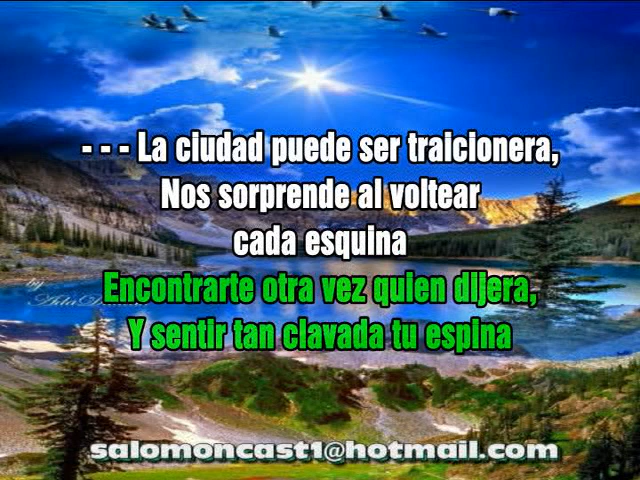 - - - La ciudad puede ser traicionera,
Nos sorprende al voltear
cada esquina
Encontrarte otra vez quien dijera,
Y sentir tan clavada tu espina
salomoncast1@hotmail.com